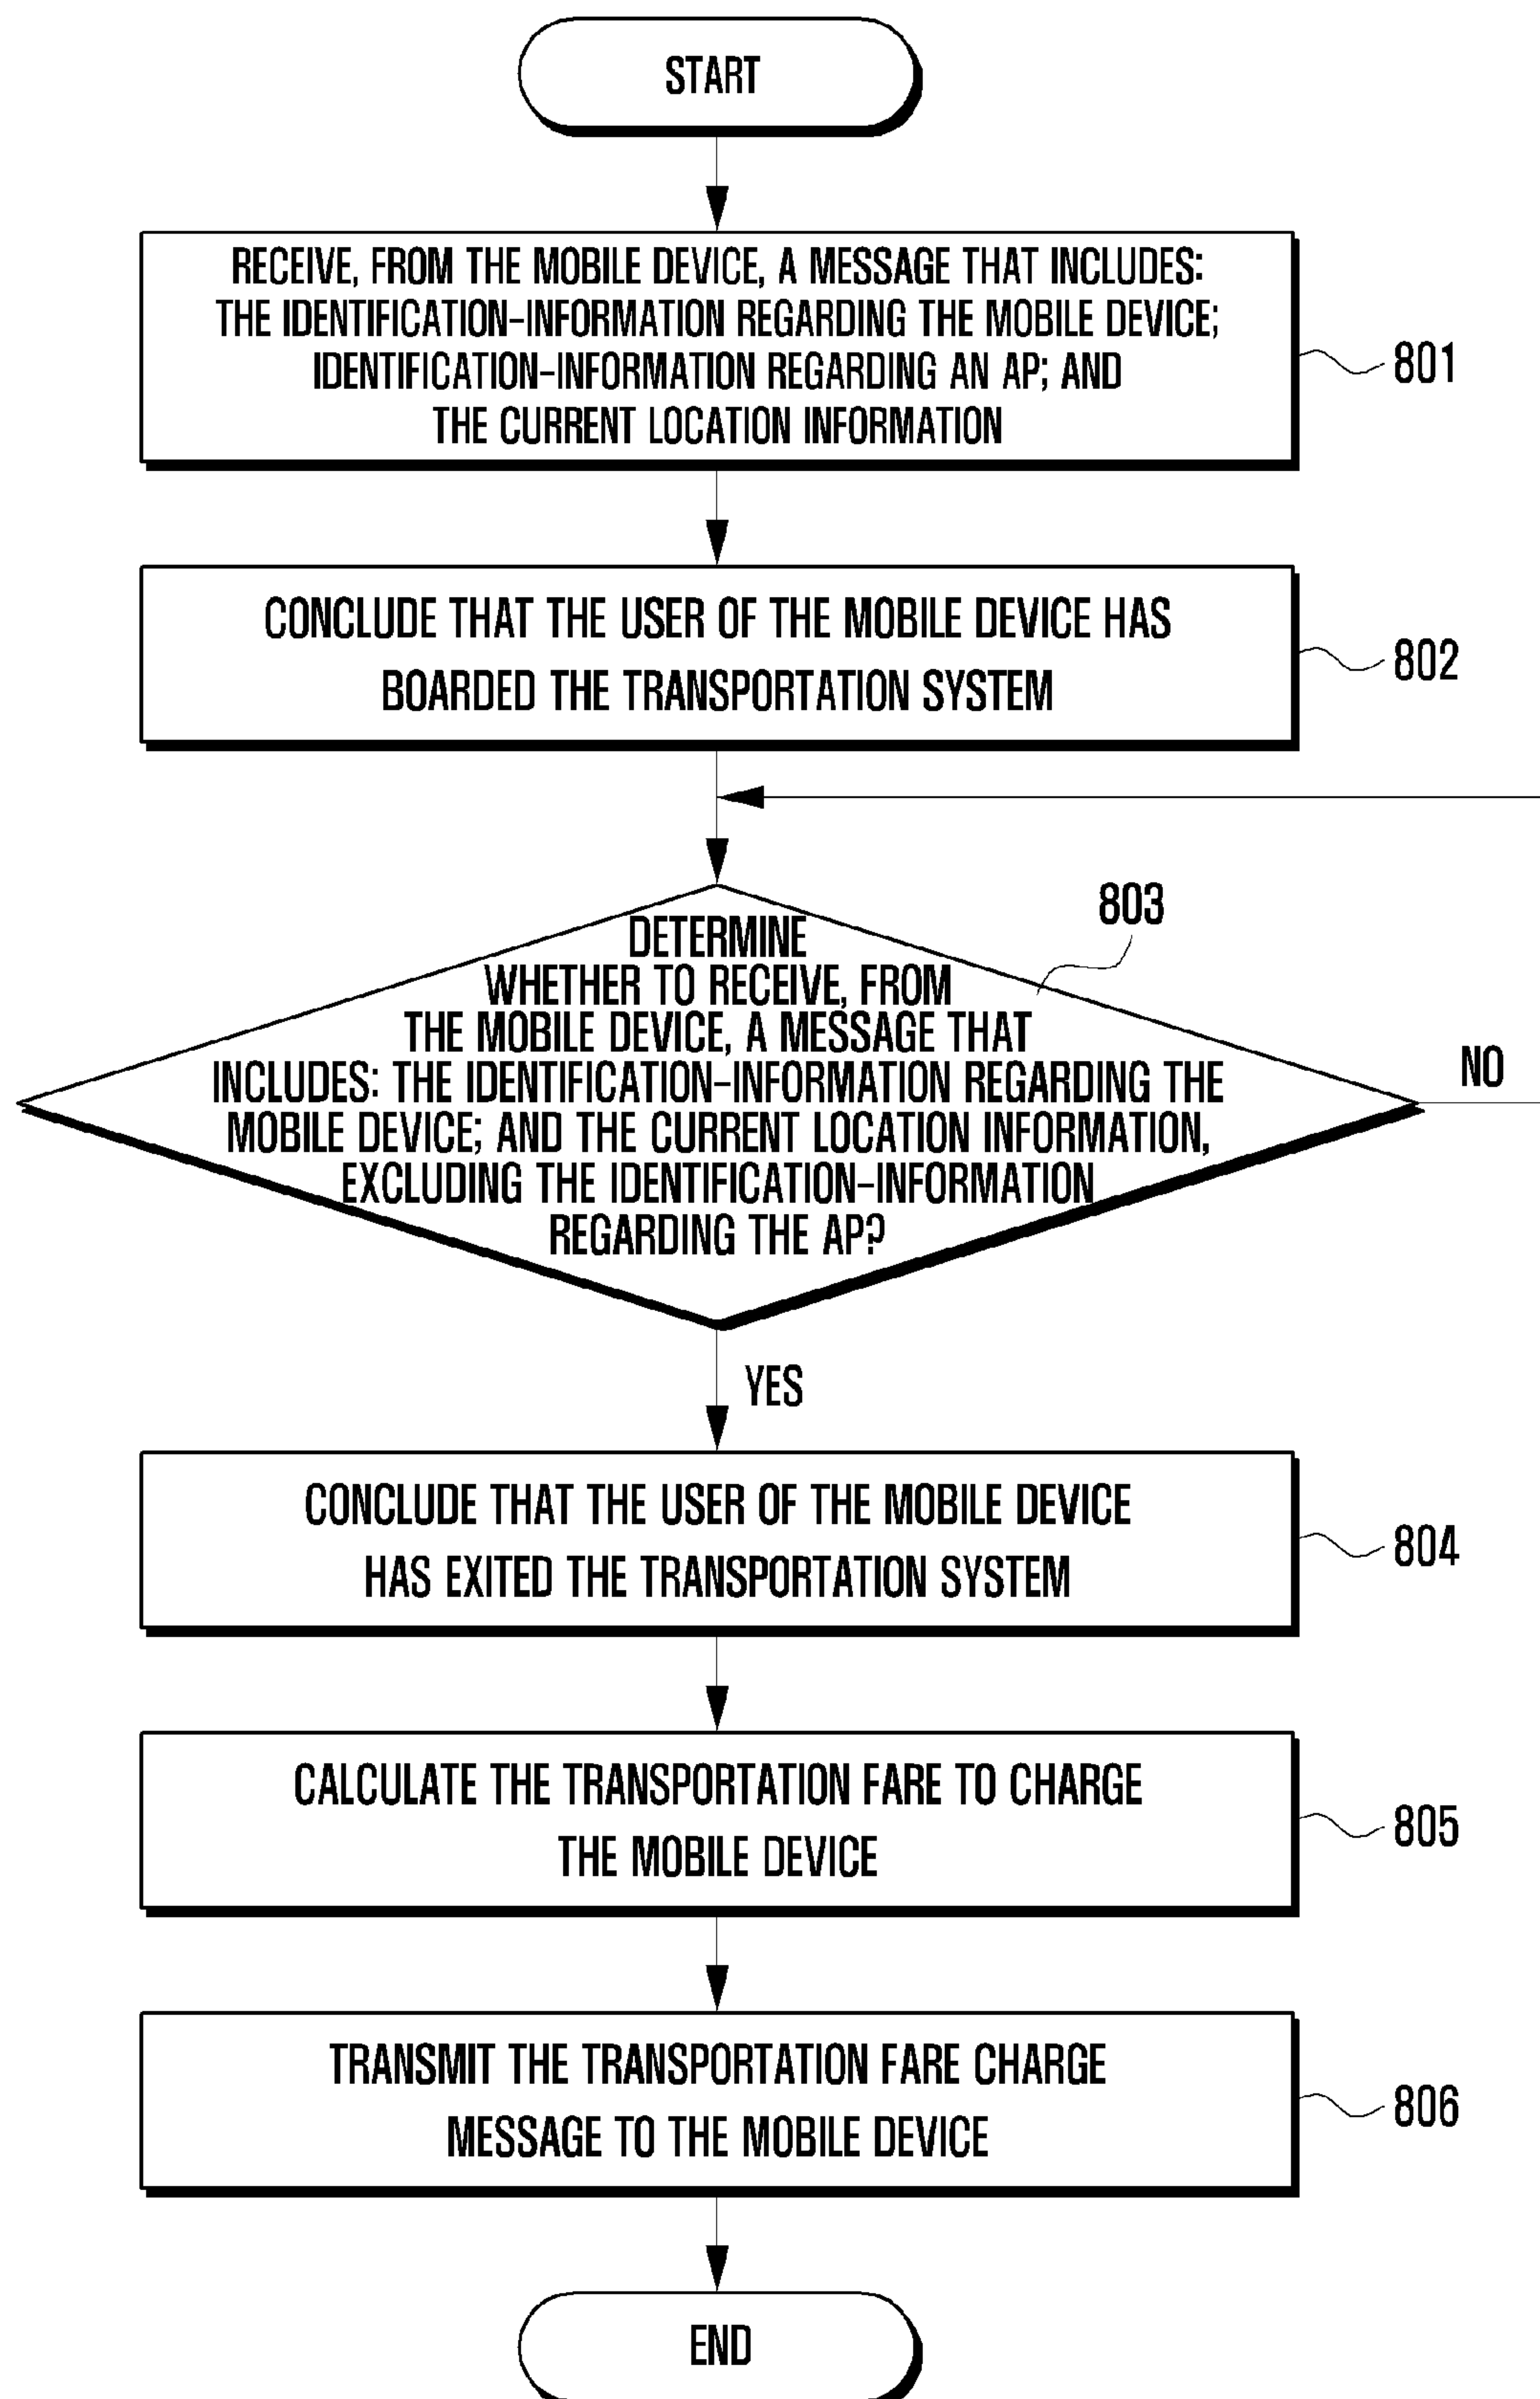 START
RECEIVE, FROM THE MOBILE DEVICE, A MESSAGE THAT INCLUDES:
THE IDENTIFICATION-INFORMATION REGARDING THE MOBILE DEVICE;
IDENTIFICATION-INFORMATION REGARDING AN AP; AND
THE CURRENT LOCATION INFORMATION
801
CONCLUDE THAT THE USER OF THE MOBILE DEVICE HAS
BOARDED THE TRANSPORTATION SYSTEM
802
803
DETERMINE
WHETHER TO RECEIVE, FROM
THE MOBILE DEVICE, A MESSAGE THAT
INCLUDES: THE IDENTIFICATION-INFORMATION REGARDING THE
MOBILE DEVICE; AND THE CURRENT LOCATION INFORMATION,
EXCLUDING THE IDENTIFICATION-INFORMATION
REGARDING THE AP?
NO
YES
CONCLUDE THAT THE USER OF THE MOBILE DEVICE
HAS EXITED THE TRANSPORTATION SYSTEM
804
CALCULATE THE TRANSPORTATION FARE TO CHARGE
THE MOBILE DEVICE
805
TRANSMIT THE TRANSPORTATION FARE CHARGE
MESSAGE TO THE MOBILE DEVICE
806
END